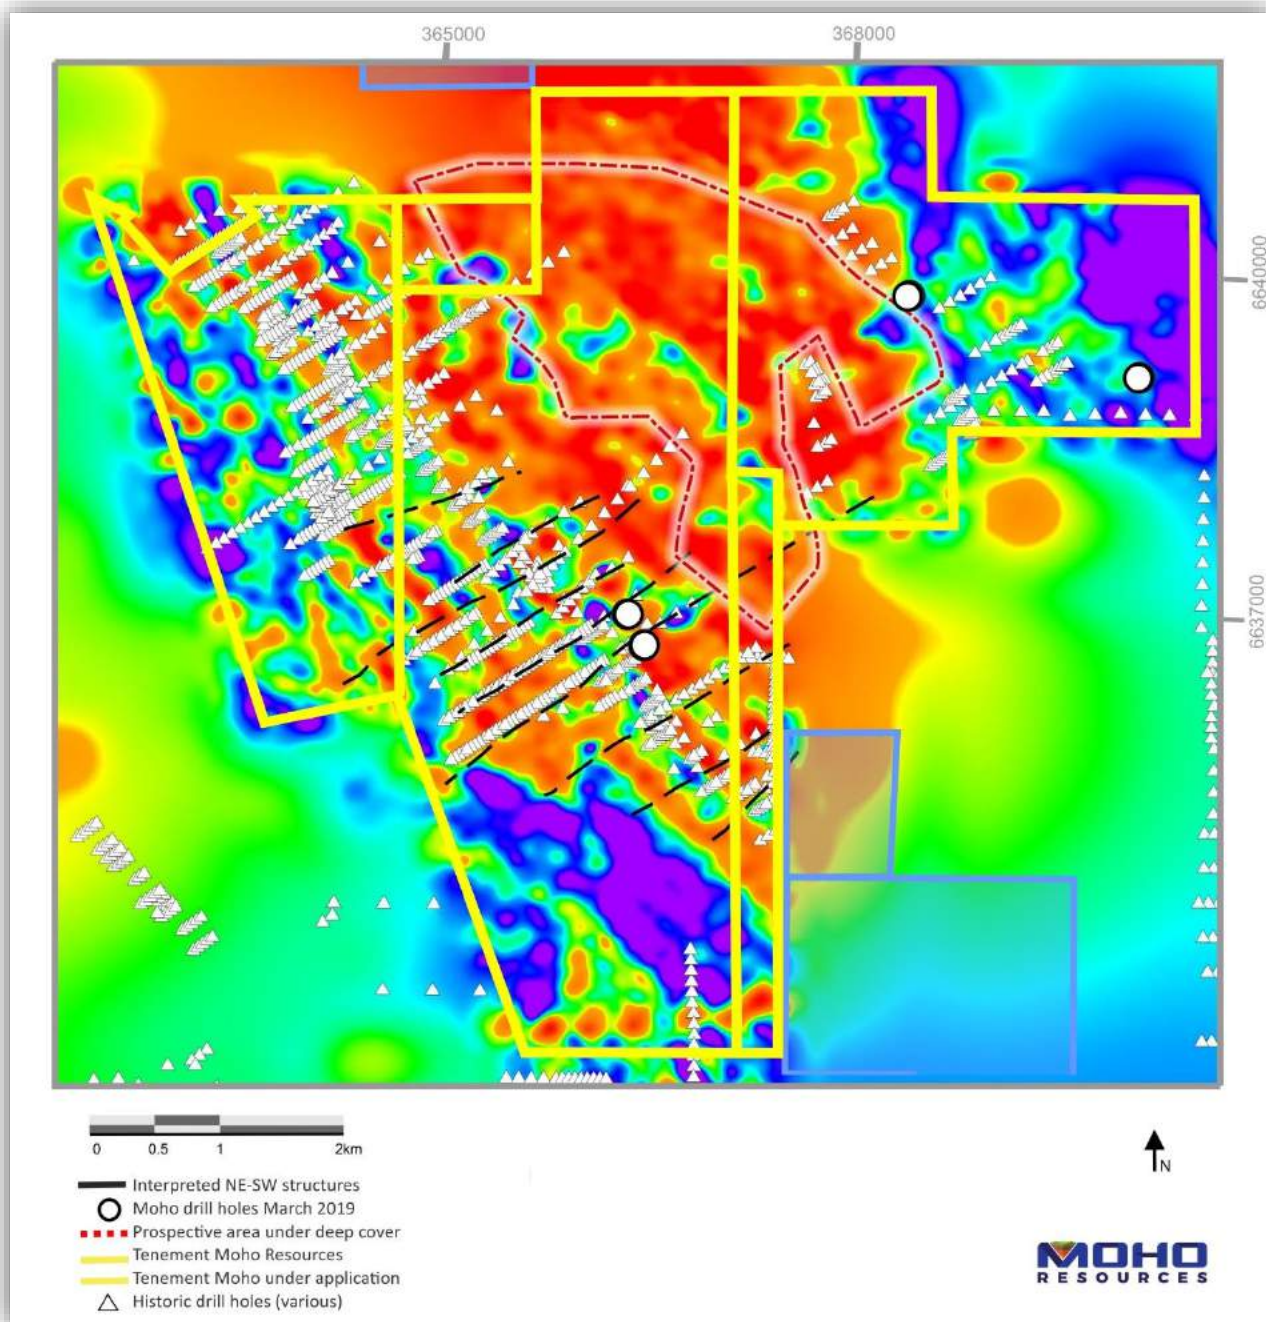 365000
368000
6640000
6637000
0 0.5 1 2km
Interpreted NE-SW structures
Moho drill holes March 2019
Prospective area under deep cover
Tenement Moho Resources
Tenement Moho under application
Historic drill holes (various)
N
MOHO
RESOURCES